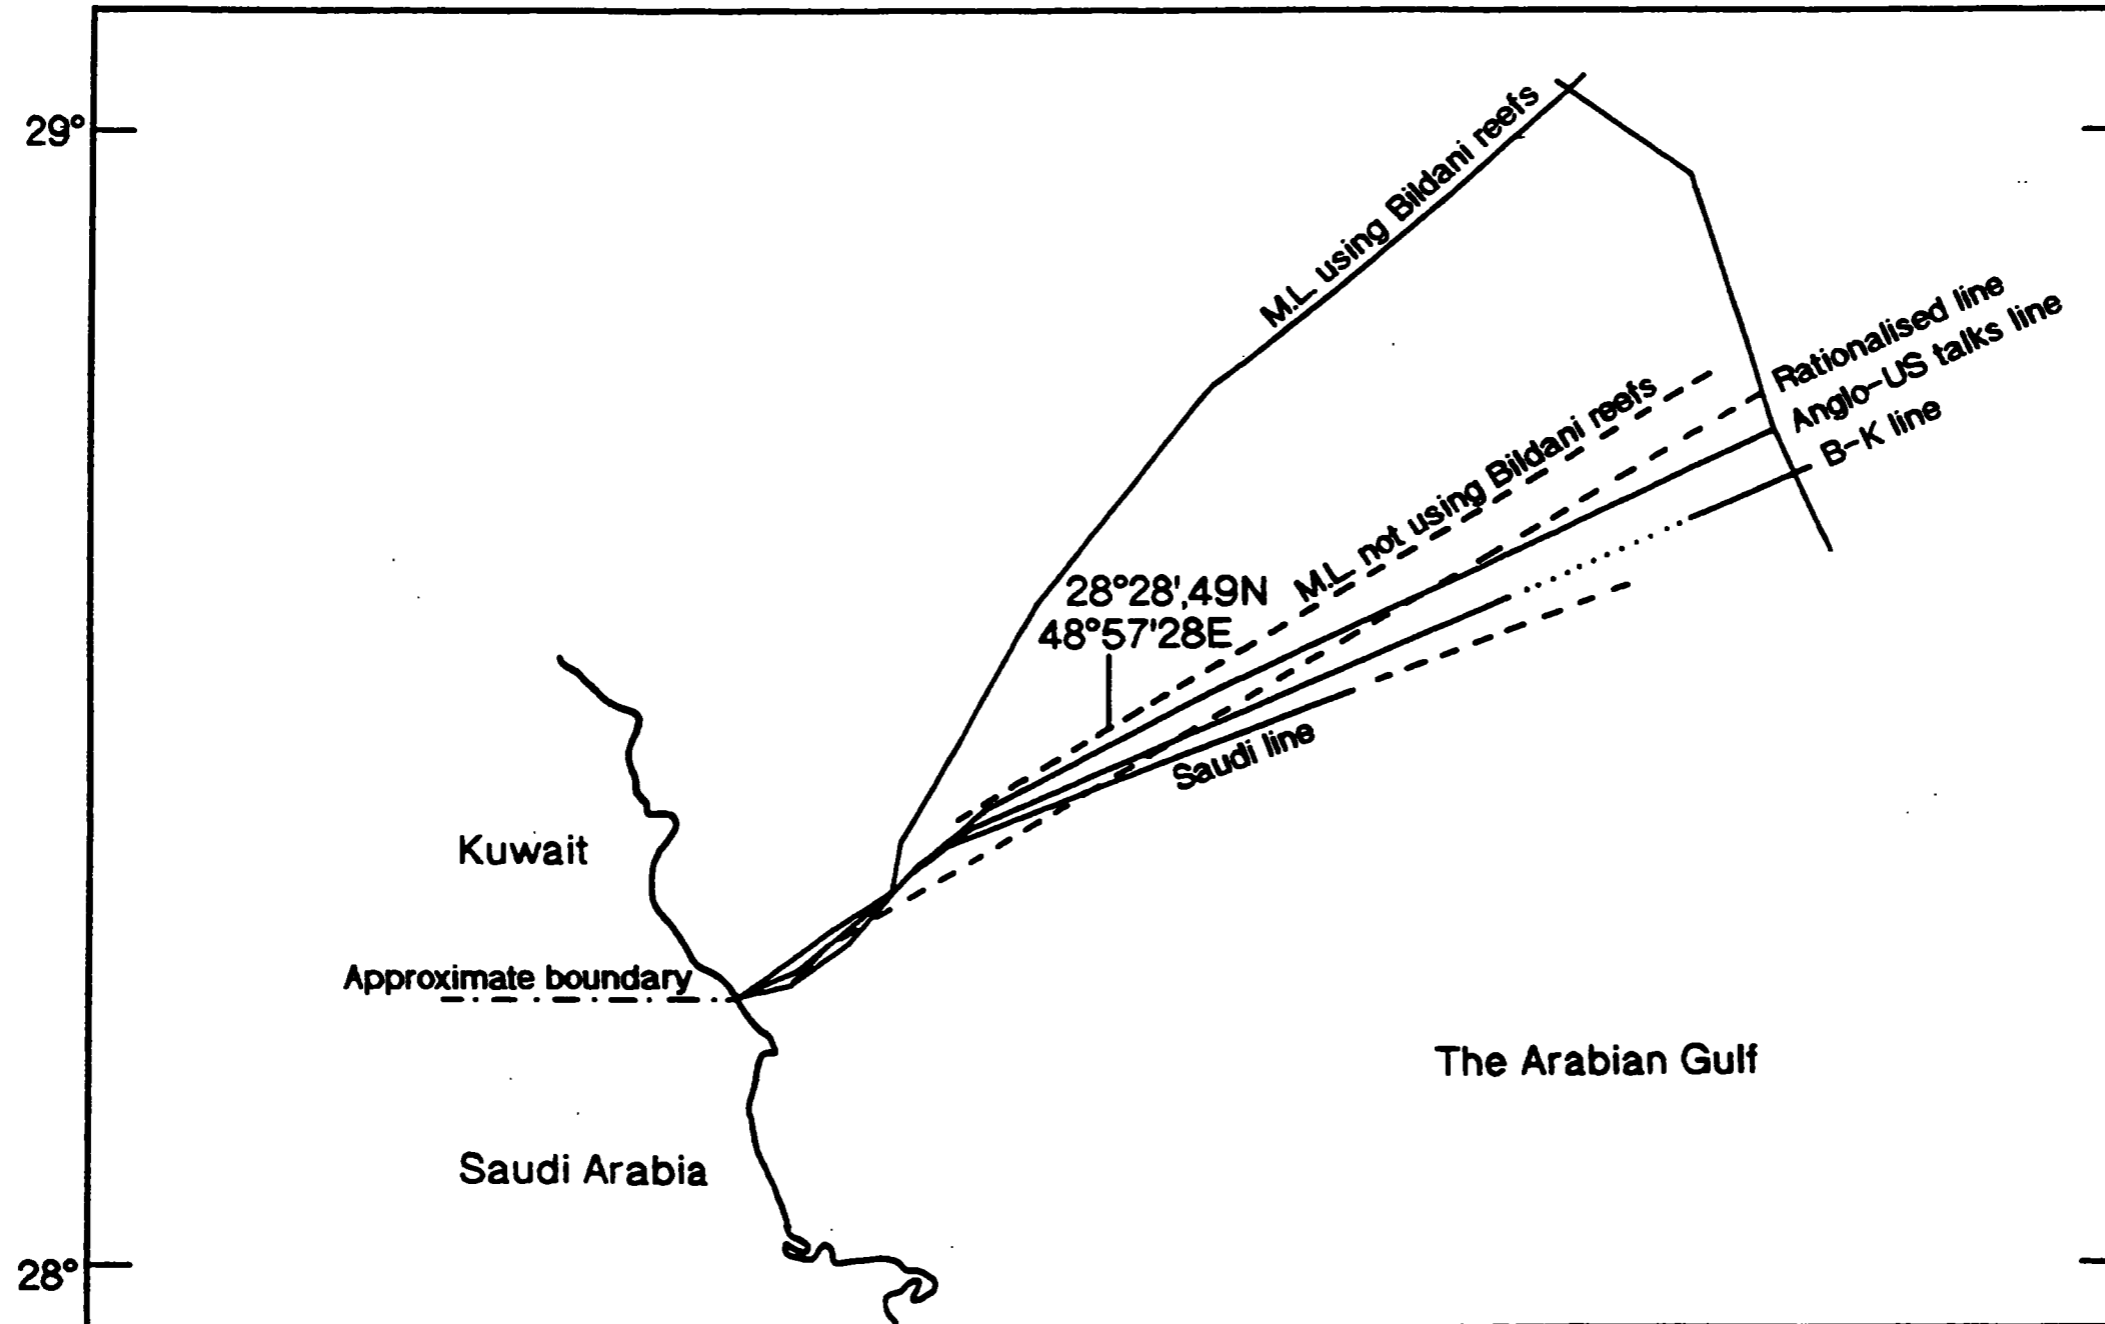 29°
M.L. using Bildani reefs
Rationalised line
Anglo-US talks line
B-K line
M.L. not using Bildani reefs
28°28',49N
48°57'28E
Saudi line
Kuwait
Approximate boundary
The Arabian Gulf
Saudi Arabia
28°